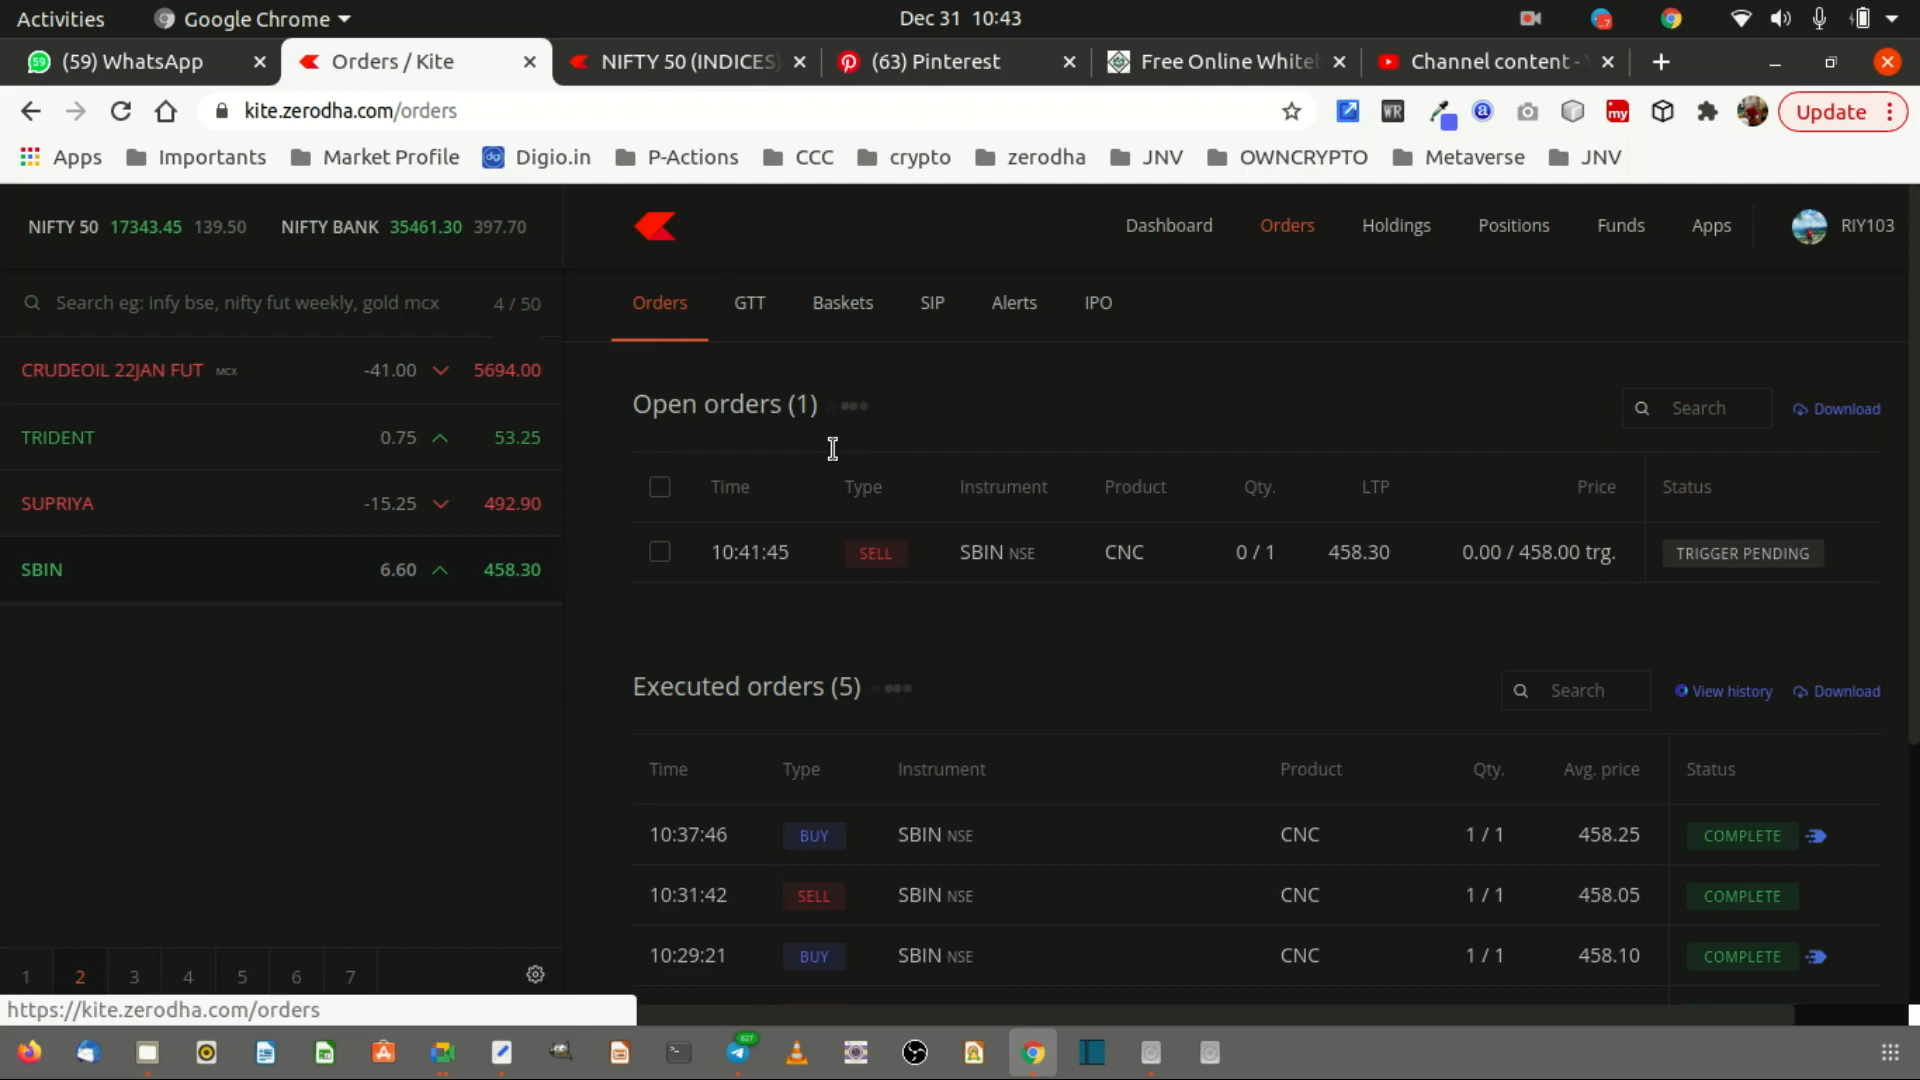 Activities Google Chrome Dec 31 10:43
(59) WhatsApp Orders / Kite NIFTY 50 (INDICES) (63) Pinterest Free Online Whitel Channel content -
kite.zerodha.com/orders WR a my Update
Apps Importants Market Profile Digio.in P-Actions CCC crypto zerodha JNV OWNCRYPTO Metaverse JNV
NIFTY 50 17343.45 139.50 NIFTY BANK 35461.30 397.70
Dashboard Orders Holdings Positions Funds Apps RIY103
Search eg: infy bse, nifty fut weekly, gold mcx 4 / 50
Orders GTT Baskets SIP Alerts IPO
CRUDEOIL 22JAN FUT MCX -41.00 5694.00
TRIDENT 0.75 53.25
SUPRIYA -15.25 492.90
SBIN 6.60 458.30
Open orders (1) Search Download
Time Type Instrument Product Qty. LTP Price Status
10:41:45 SELL SBIN NSE CNC 0 / 1 458.30 0.00 / 458.00 trg. TRIGGER PENDING
Executed orders (5) Search View history Download
Time Type Instrument Product Qty. Avg. price Status
10:37:46 BUY SBIN NSE CNC 1 / 1 458.25 COMPLETE
10:31:42 SELL SBIN NSE CNC 1 / 1 458.05 COMPLETE
10:29:21 BUY SBIN NSE CNC 1 / 1 458.10 COMPLETE
1 2 3 4 5 6 7
https://kite.zerodha.com/orders
627